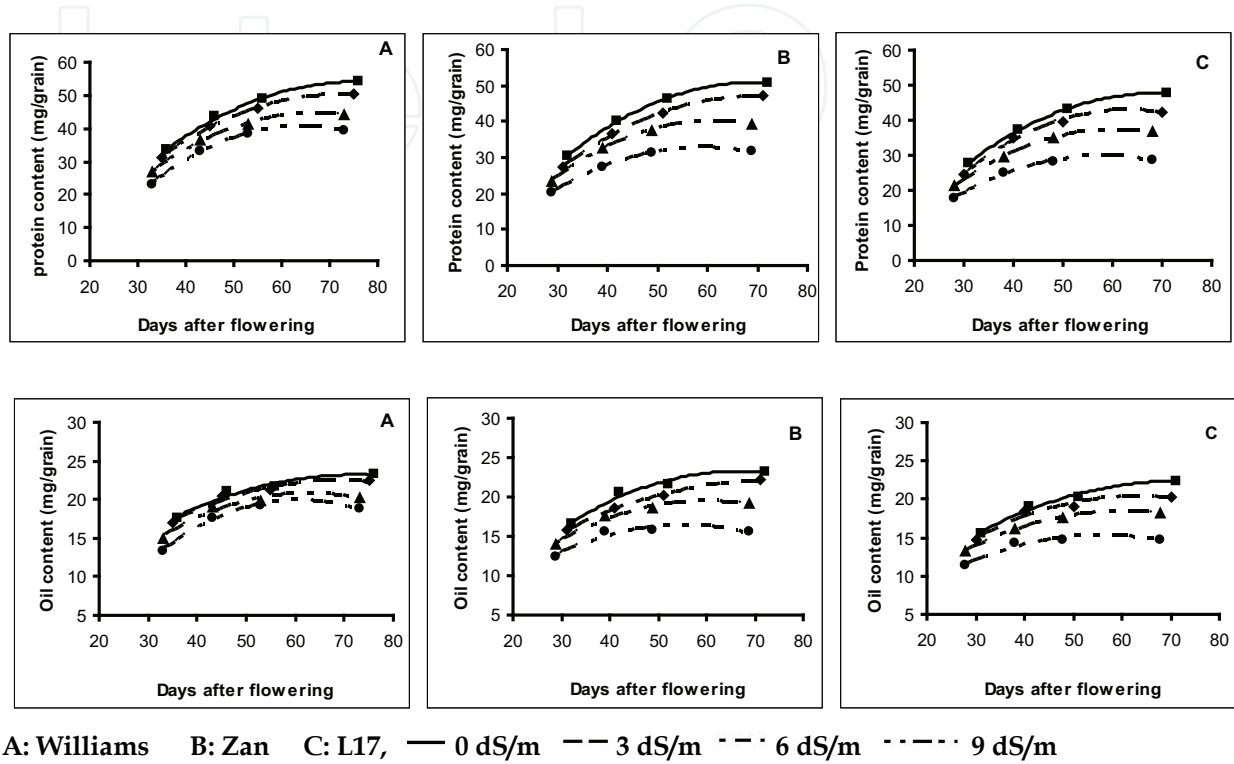 A
protein content (mg/grain)
60
50
40
30
20
10
0
20 30 40 50 60 70 80
Days after flowering
B
Protein content (mg/grain)
60
50
40
30
20
10
0
20 30 40 50 60 70 80
Days after flowering
C
Protein content (mg/grain)
60
50
40
30
20
10
0
20 30 40 50 60 70 80
Days after flowering
A
Oil content (mg/grain)
30
25
20
15
10
5
20 30 40 50 60 70 80
Days after flowering
B
Oil content (mg/grain)
30
25
20
15
10
5
20 30 40 50 60 70 80
Days after flowering
C
Oil content (mg/grain)
30
25
20
15
10
5
20 30 40 50 60 70 80
Days after flowering
A: Williams B: Zan C: L17, 0 dS/m 3 dS/m 6 dS/m 9 dS/m